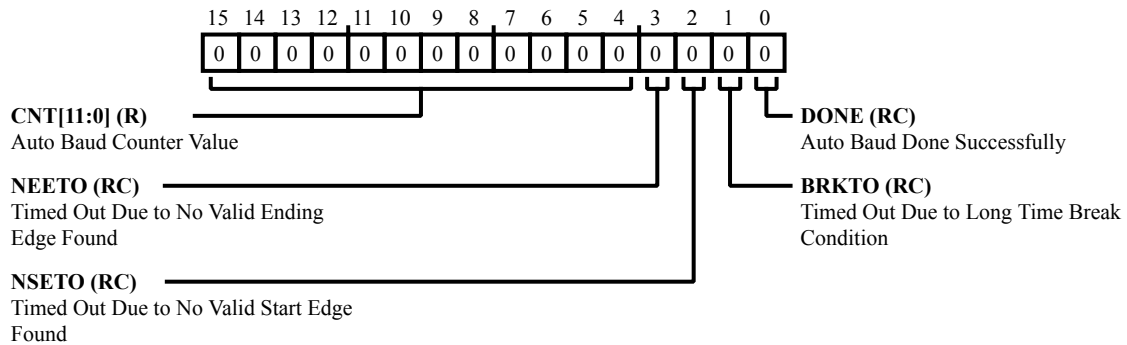 15 14 13 12 11 10 9 8 7 6 5 4 3 2 1 0
0 0 0 0 0 0 0 0 0 0 0 0 0 0 0 0
CNT[11:0] (R)
Auto Baud Counter Value
DONE (RC)
Auto Baud Done Successfully
NEETO (RC)
Timed Out Due to No Valid Ending
Edge Found
BRKTO (RC)
Timed Out Due to Long Time Break
Condition
NSETO (RC)
Timed Out Due to No Valid Start Edge
Found